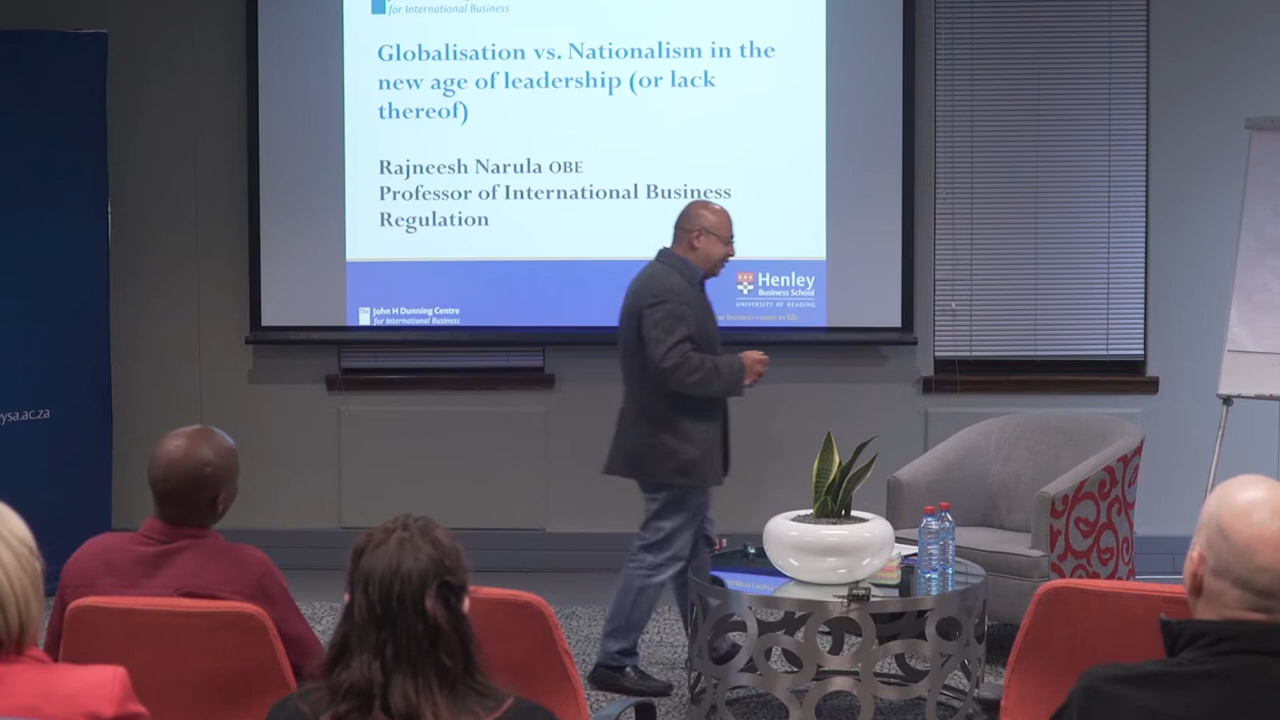 for International Business
Globalisation vs. Nationalism in the
new age of leadership (or lack
thereof)
Rajneesh Narula OBE
Professor of International Business
Regulation
Henley
Business School
UNIVERSITY OF READING
The
John H Dunning Centre
for International Business
ysa.ac.za